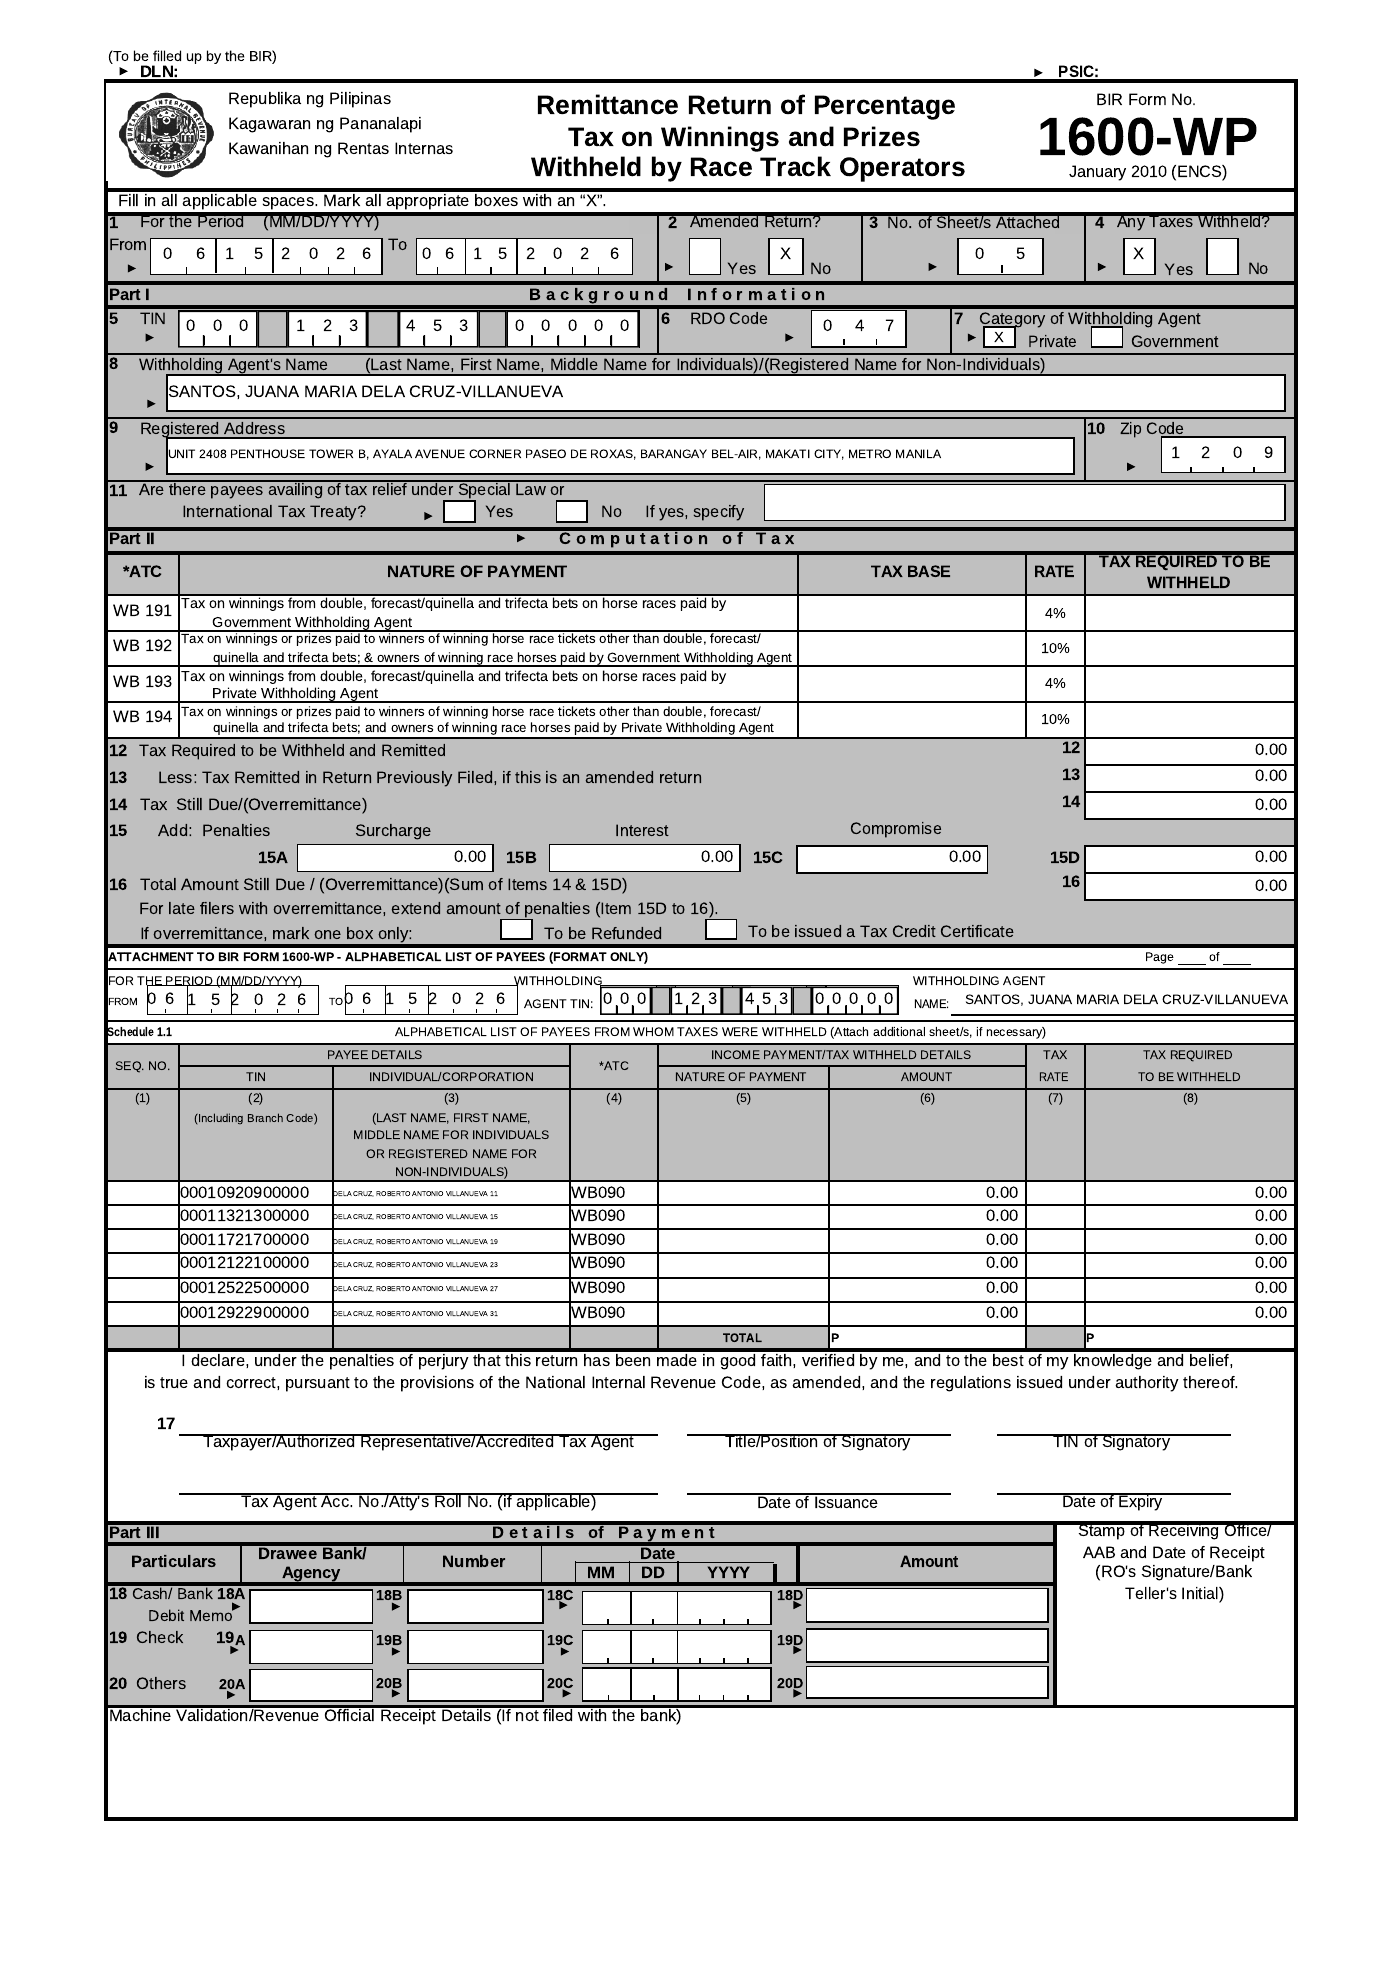 (To be filled up by the BIR)
► DLN: ► PSIC:
Republika ng Pilipinas
Kagawaran ng Pananalapi
Kawanihan ng Rentas Internas
BUREAU OF INTERNAL REVENUE
PHILIPPINES
Remittance Return of Percentage
Tax on Winnings and Prizes
Withheld by Race Track Operators
BIR Form No.
1600-WP
January 2010 (ENCS)
Fill in all applicable spaces. Mark all appropriate boxes with an “X”.
1 For the Period (MM/DD/YYYY) 2 Amended Return? 3 No. of Sheet/s Attached 4 Any Taxes Withheld?
From ► 0 6 1 5 2 0 2 6 To 0 6 1 5 2 0 2 6 ► Yes X No ► 0 5 ► X Yes No
Part I Background Information
5 TIN ► 0 0 0 1 2 3 4 5 3 0 0 0 0 0 6 RDO Code ► 0 4 7 7 Category of Withholding Agent
► X Private Government
8 Withholding Agent's Name (Last Name, First Name, Middle Name for Individuals)/(Registered Name for Non-Individuals)
► SANTOS, JUANA MARIA DELA CRUZ-VILLANUEVA
9 Registered Address 10 Zip Code
► UNIT 2408 PENTHOUSE TOWER B, AYALA AVENUE CORNER PASEO DE ROXAS, BARANGAY BEL-AIR, MAKATI CITY, METRO MANILA ► 1 2 0 9
11 Are there payees availing of tax relief under Special Law or
International Tax Treaty? ► Yes No If yes, specify
Part II ► Computation of Tax
*ATC NATURE OF PAYMENT TAX BASE RATE TAX REQUIRED TO BE
WITHHELD
WB 191 Tax on winnings from double, forecast/quinella and trifecta bets on horse races paid by
Government Withholding Agent 4%
WB 192 Tax on winnings or prizes paid to winners of winning horse race tickets other than double, forecast/
quinella and trifecta bets; & owners of winning race horses paid by Government Withholding Agent 10%
WB 193 Tax on winnings from double, forecast/quinella and trifecta bets on horse races paid by
Private Withholding Agent 4%
WB 194 Tax on winnings or prizes paid to winners of winning horse race tickets other than double, forecast/
quinella and trifecta bets; and owners of winning race horses paid by Private Withholding Agent 10%
12 Tax Required to be Withheld and Remitted 12 0.00
13 Less: Tax Remitted in Return Previously Filed, if this is an amended return 13 0.00
14 Tax Still Due/(Overremittance) 14 0.00
15 Add: Penalties Surcharge Interest Compromise
15A 0.00 15B 0.00 15C 0.00 15D 0.00
16 Total Amount Still Due / (Overremittance)(Sum of Items 14 & 15D) 16 0.00
For late filers with overremittance, extend amount of penalties (Item 15D to 16).
If overremittance, mark one box only: To be Refunded To be issued a Tax Credit Certificate
ATTACHMENT TO BIR FORM 1600-WP - ALPHABETICAL LIST OF PAYEES (FORMAT ONLY) Page ____ of ____
FOR THE PERIOD (MM/DD/YYYY) WITHHOLDING WITHHOLDING AGENT
FROM 0 6 1 5 2 0 2 6 TO 0 6 1 5 2 0 2 6 AGENT TIN: 0 0 0 1 2 3 4 5 3 0 0 0 0 0 NAME: SANTOS, JUANA MARIA DELA CRUZ-VILLANUEVA
Schedule 1.1 ALPHABETICAL LIST OF PAYEES FROM WHOM TAXES WERE WITHHELD (Attach additional sheet/s, if necessary)
SEQ. NO. PAYEE DETAILS *ATC INCOME PAYMENT/TAX WITHHELD DETAILS TAX TAX REQUIRED
TIN INDIVIDUAL/CORPORATION NATURE OF PAYMENT AMOUNT RATE TO BE WITHHELD
(1) (2) (3) (4) (5) (6) (7) (8)
(Including Branch Code) (LAST NAME, FIRST NAME,
MIDDLE NAME FOR INDIVIDUALS
OR REGISTERED NAME FOR
NON-INDIVIDUALS)
00010920900000 DELA CRUZ, ROBERTO ANTONIO VILLANUEVA 11 WB090 0.00 0.00
00011321300000 DELA CRUZ, ROBERTO ANTONIO VILLANUEVA 15 WB090 0.00 0.00
00011721700000 DELA CRUZ, ROBERTO ANTONIO VILLANUEVA 19 WB090 0.00 0.00
00012122100000 DELA CRUZ, ROBERTO ANTONIO VILLANUEVA 23 WB090 0.00 0.00
00012522500000 DELA CRUZ, ROBERTO ANTONIO VILLANUEVA 27 WB090 0.00 0.00
00012922900000 DELA CRUZ, ROBERTO ANTONIO VILLANUEVA 31 WB090 0.00 0.00
TOTAL P P
I declare, under the penalties of perjury that this return has been made in good faith, verified by me, and to the best of my knowledge and belief,
is true and correct, pursuant to the provisions of the National Internal Revenue Code, as amended, and the regulations issued under authority thereof.
17
Taxpayer/Authorized Representative/Accredited Tax Agent Title/Position of Signatory TIN of Signatory
Tax Agent Acc. No./Atty's Roll No. (if applicable) Date of Issuance Date of Expiry
Part III Details of Payment
Particulars Drawee Bank/ Agency Number Date Amount
MM DD YYYY
Stamp of Receiving Office/
AAB and Date of Receipt
(RO's Signature/Bank
Teller's Initial)
18 Cash/ Bank 18A ► 18B ► 18C ► 18D ►
Debit Memo
19 Check 19A ► 19B ► 19C ► 19D ►
20 Others 20A ► 20B ► 20C ► 20D ►
Machine Validation/Revenue Official Receipt Details (If not filed with the bank)